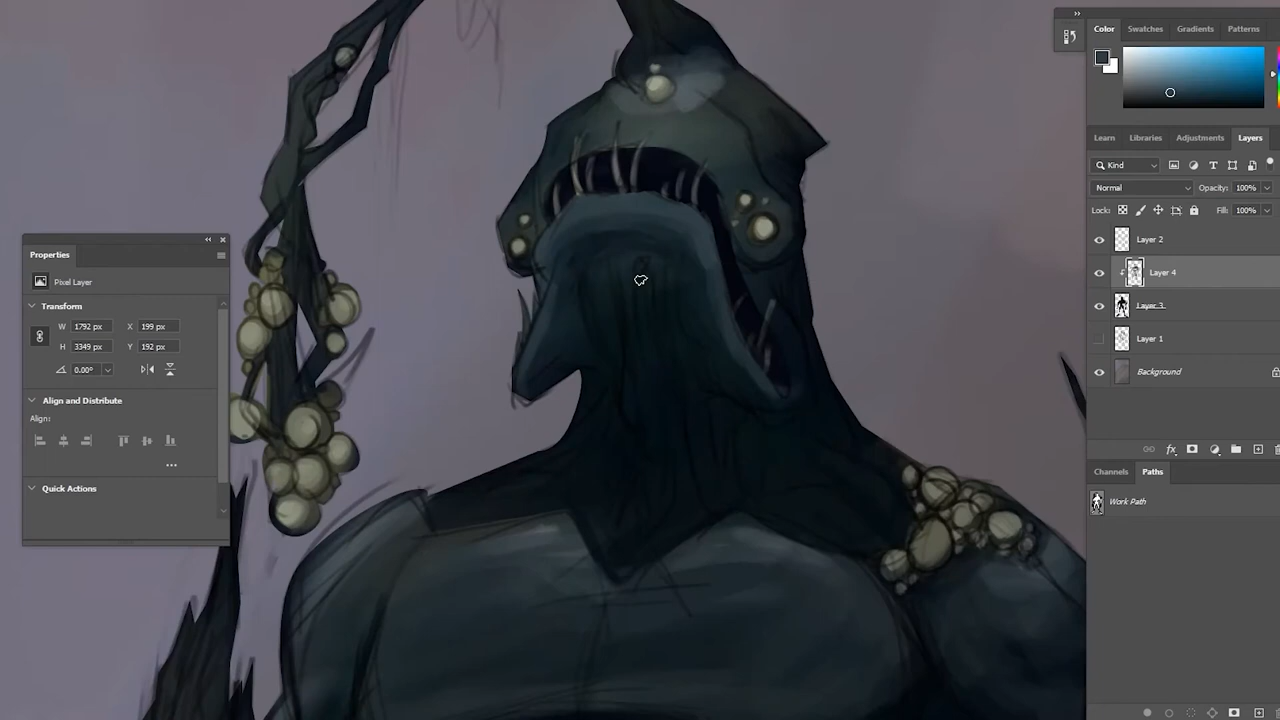 Properties
Pixel Layer
Transform
W 1792 px X 199 px
H 3349 px Y 192 px
0.00°
Align and Distribute
Align:
Quick Actions
Color Swatches Gradients Patterns
Learn Libraries Adjustments Layers
Kind
Normal Opacity: 100%
Lock: Fill: 100%
Layer 2
Layer 4
Layer 3
Layer 1
Background
fx
Channels Paths
Work Path